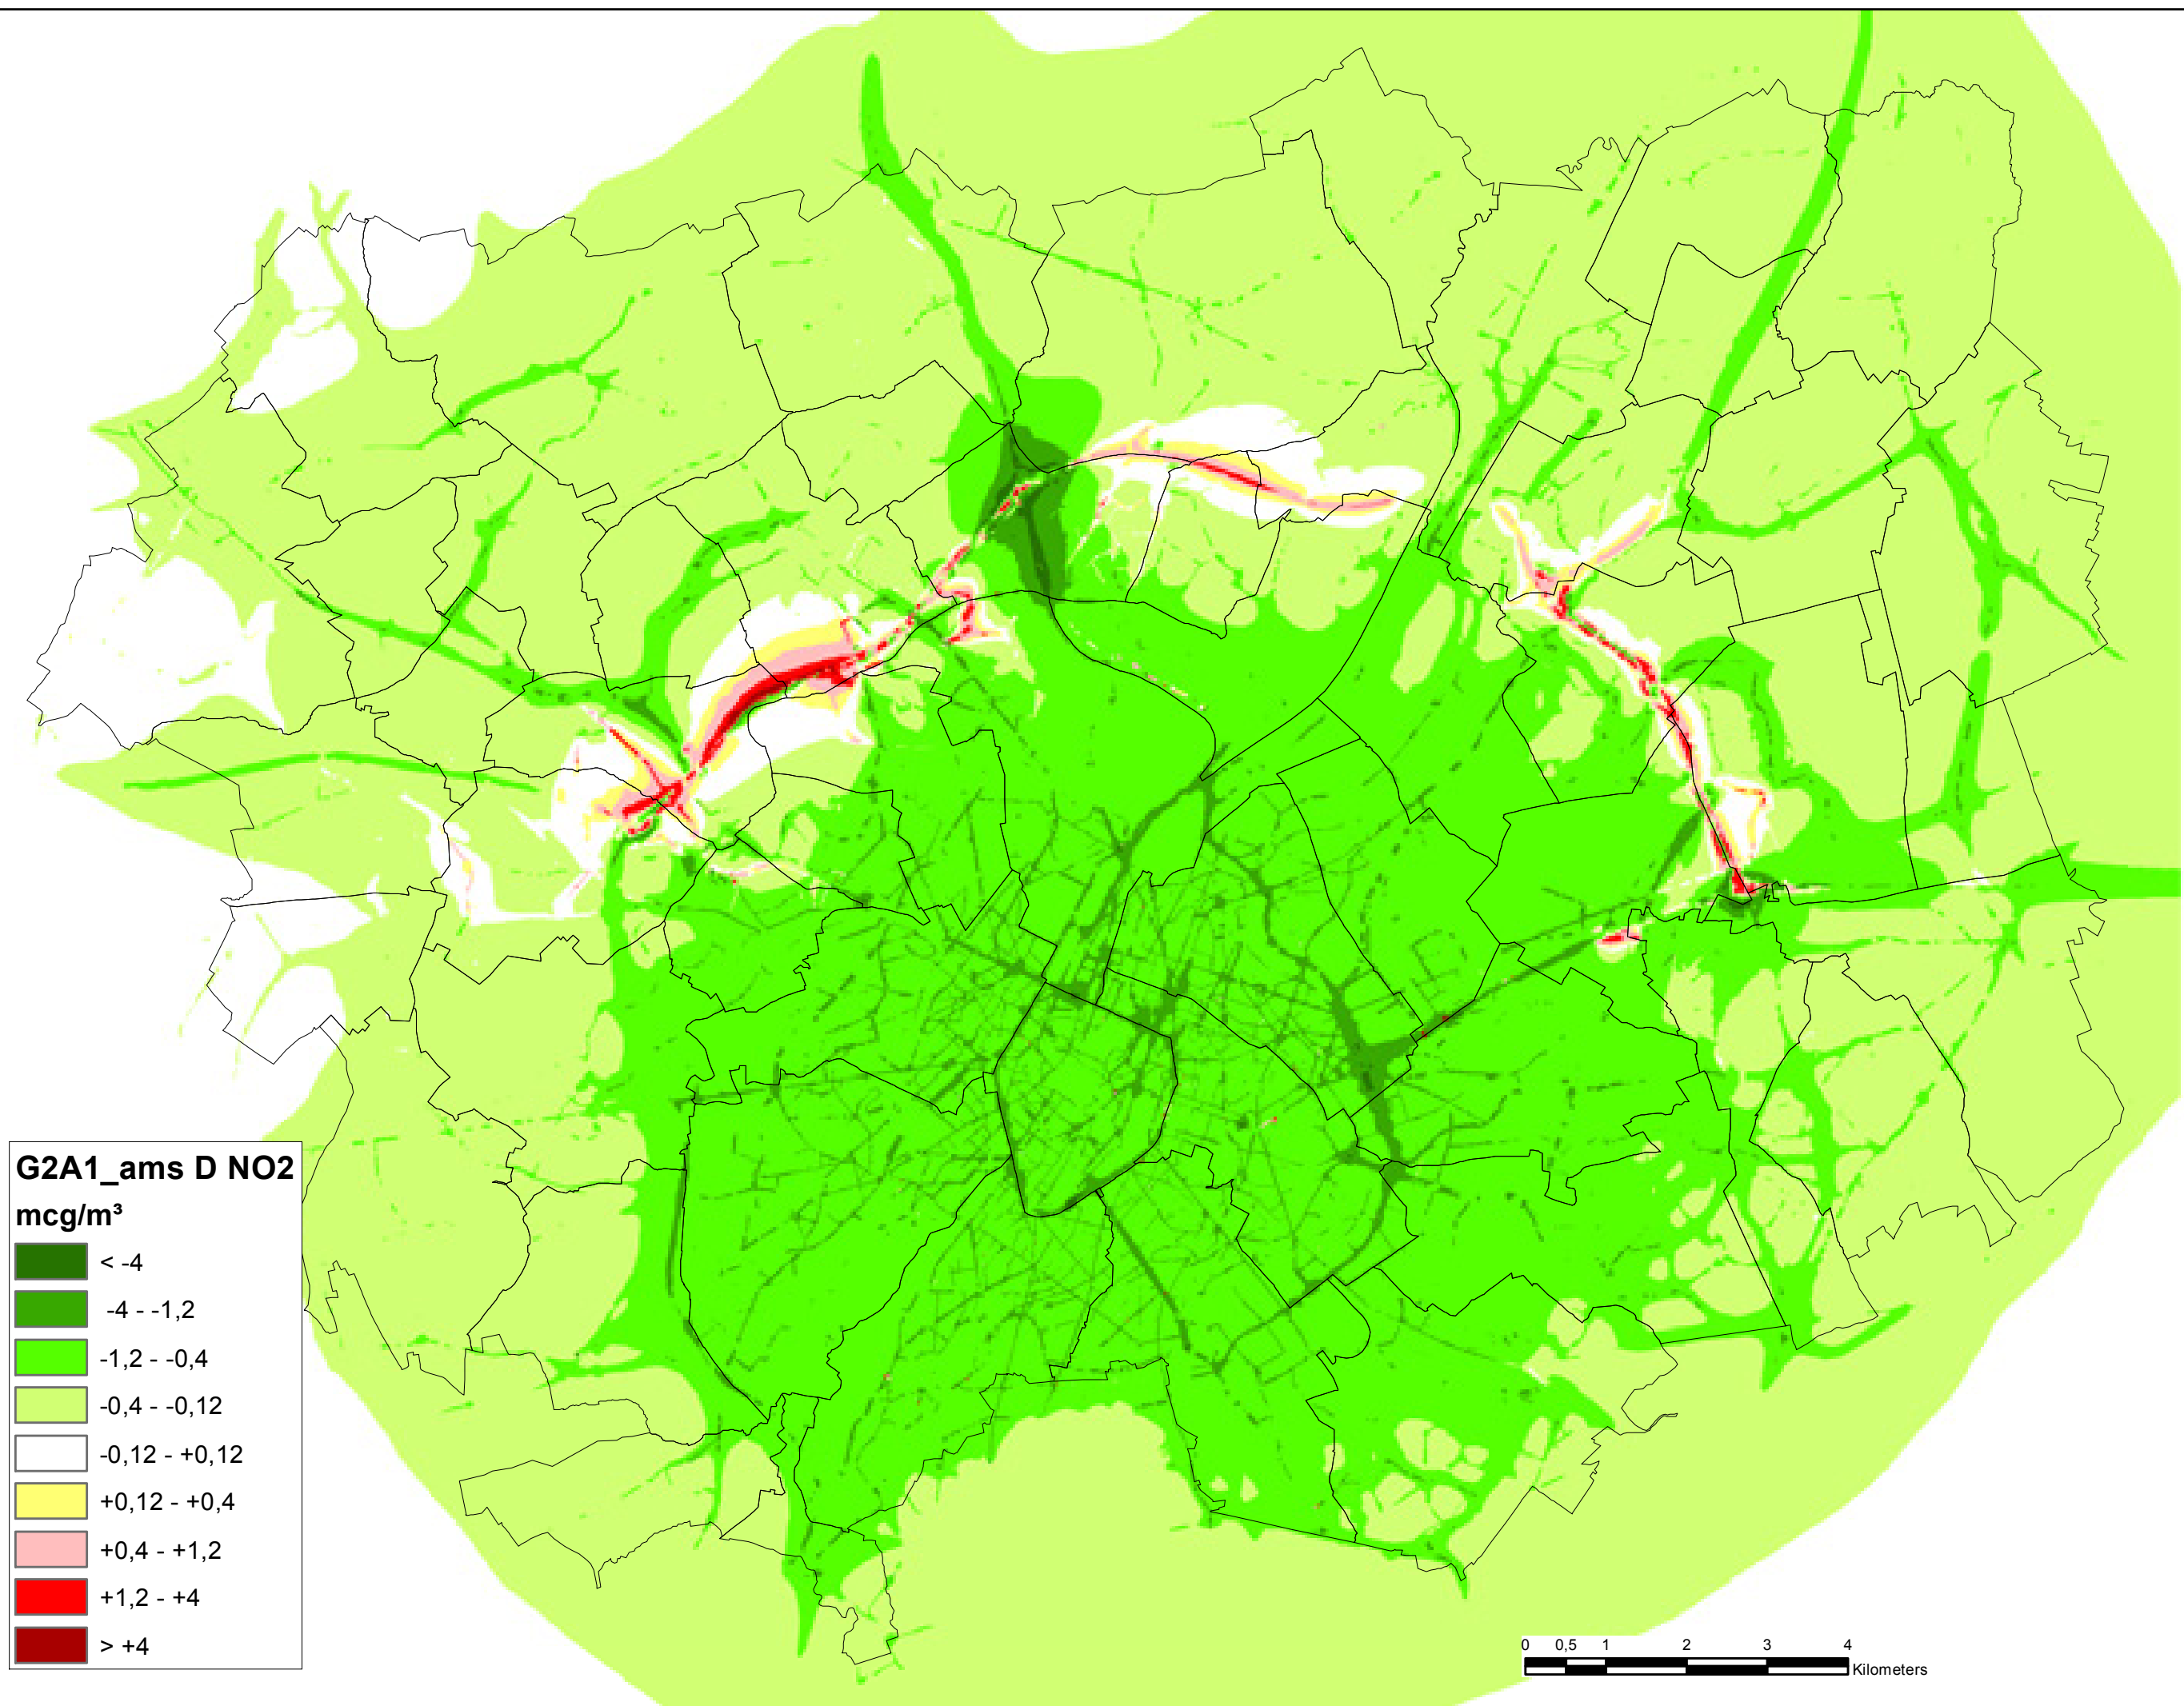 G2A1_ams D NO2
mcg/m³
< -4
-4 - -1,2
-1,2 - -0,4
-0,4 - -0,12
-0,12 - +0,12
+0,12 - +0,4
+0,4 - +1,2
+1,2 - +4
> +4
0 0,5 1 2 3 4
Kilometers